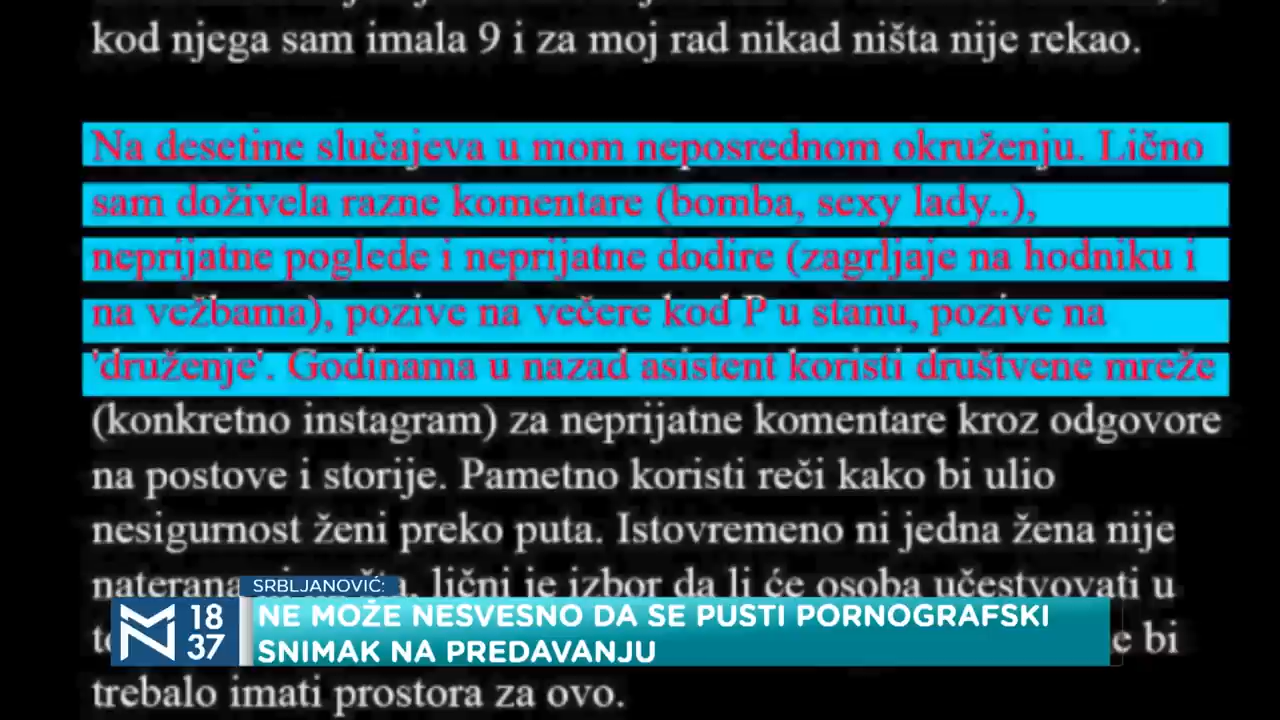 kod njega sam imala 9 i za moj rad nikad ništa nije rekao.
Na desetine slučajeva u mom neposrednom okruženju. Lično
sam doživela razne komentare (bomba, sexy lady..),
neprijatne poglede i neprijatne dodire (zagrljaje na hodniku i
na vežbama), pozive na večere kod P u stanu, pozive na
'druženje'. Godinama u nazad asistent koristi društvene mreže
(konkretno instagram) za neprijatne komentare kroz odgovore
na postove i storije. Pametno koristi reči kako bi ulio
nesigurnost ženi preko puta. Istovremeno ni jedna žena nije
naterana lični je izbor da li će osoba učestvovati u
bi
trebalo imati prostora za ovo.
SRBLJANOVIĆ:
18
37
NE MOŽE NESVESNO DA SE PUSTI PORNOGRAFSKI
SNIMAK NA PREDAVANJU